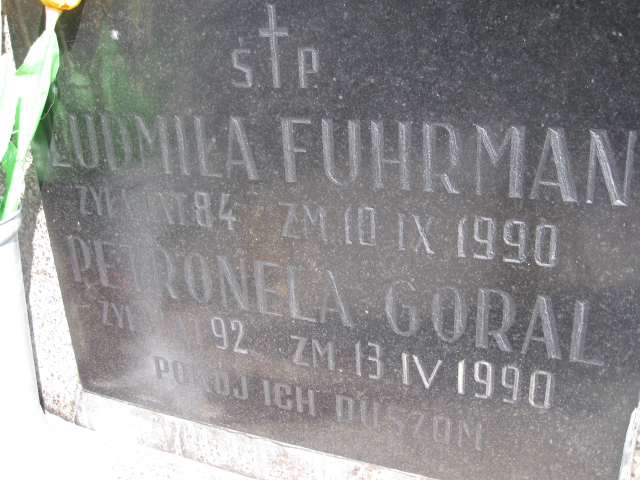 Ś P
LUDMIŁA FUHRMAN
ŻYŁA LAT 84 ZM 10 IX 1990
PETRONELA GORAL
ŻYŁA LAT 92 ZM 13 IV 1990
POKÓJ ICH DUSZOM